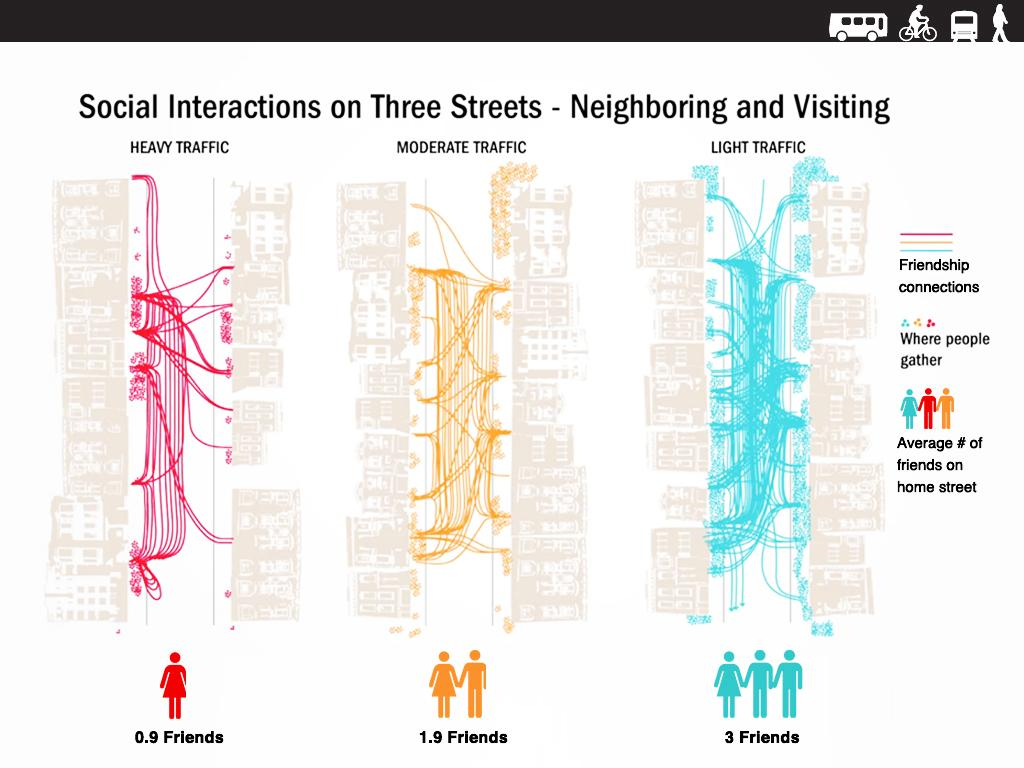 Social Interactions on Three Streets - Neighboring and Visiting
HEAVY TRAFFIC
MODERATE TRAFFIC
LIGHT TRAFFIC
Friendship
connections
Where people
gather
Average # of
friends on
home street
0.9 Friends
1.9 Friends
3 Friends